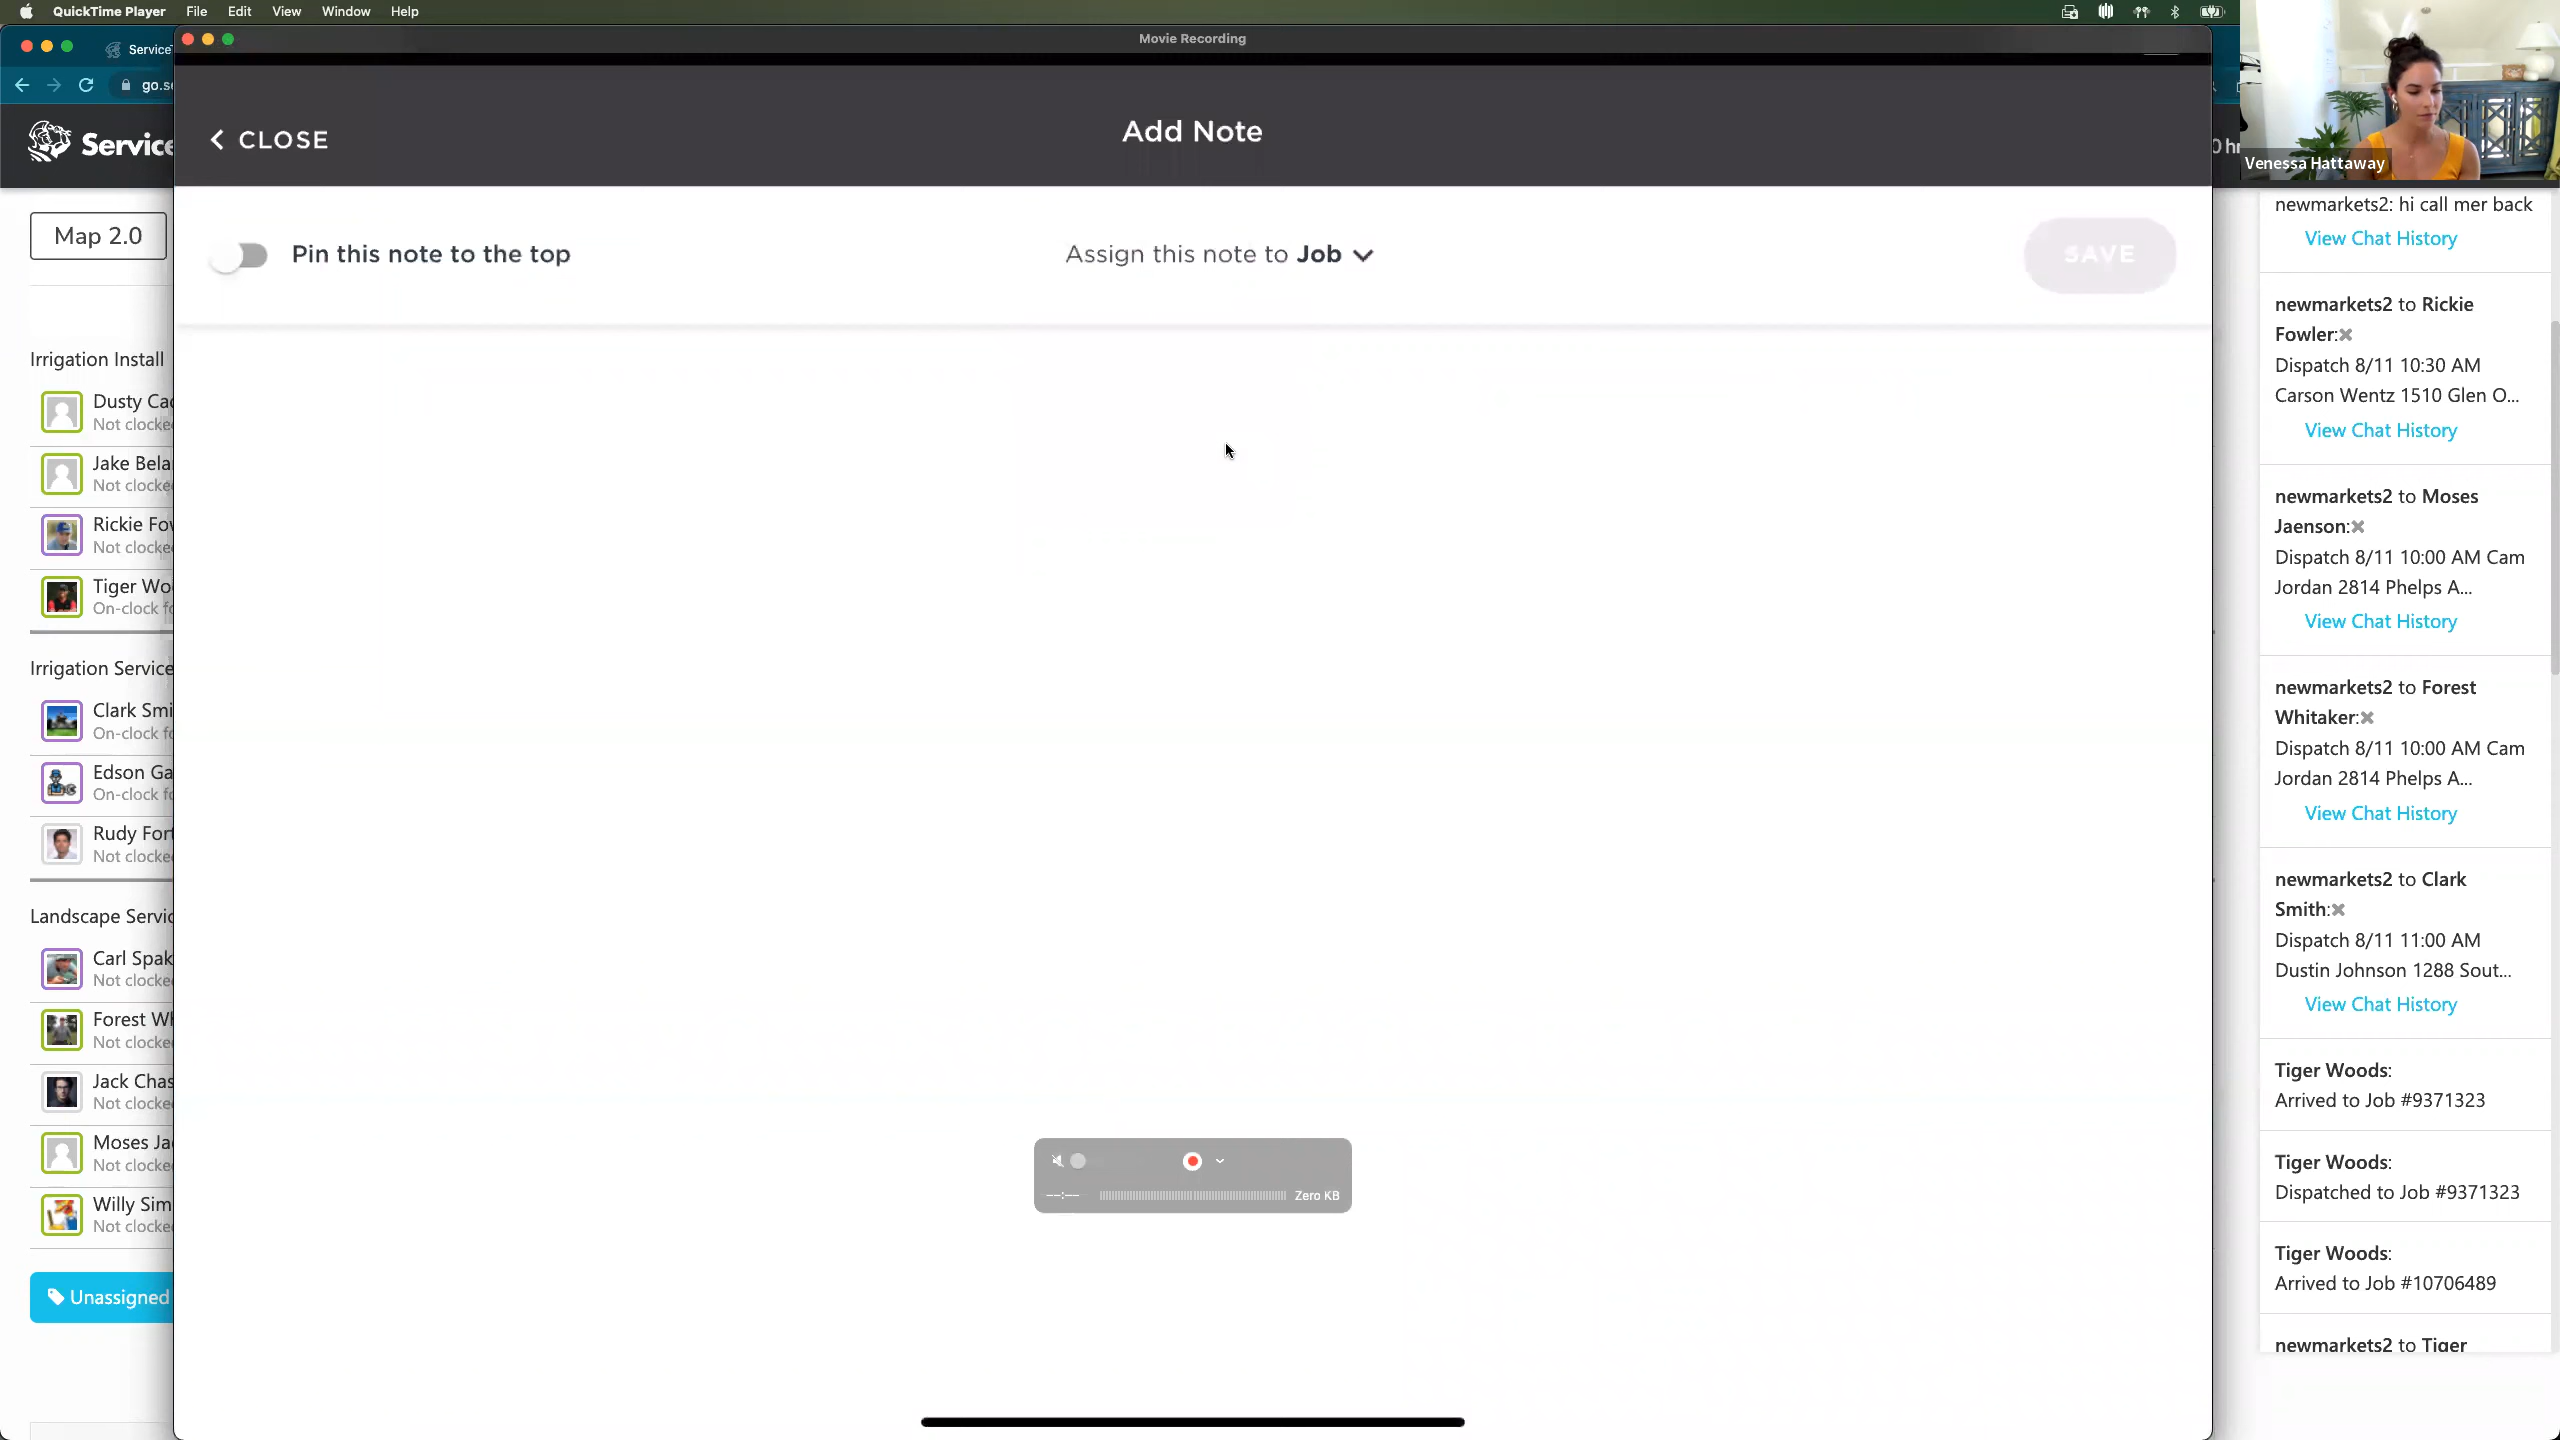 QuickTime Player File Edit View Window Help
Movie Recording
Service
go.se
Service
Map 2.0
Irrigation Install
Dusty Cac
Not clocke
Jake Bela
Not clocke
Rickie Fo
Not clocke
Tiger Wo
On-clock fo
Irrigation Service
Clark Smi
On-clock fo
Edson Ga
On-clock fo
Rudy Fort
Not clocke
Landscape Servic
Carl Spak
Not clocke
Forest Wh
Not clocke
Jack Chas
Not clocke
Moses Ja
Not clocke
Willy Sim
Not clocke
Unassigned
CLOSE
Add Note
Pin this note to the top
Assign this note to Job
SAVE
--:--
Zero KB
0 hr
Venessa Hattaway
newmarkets2: hi call mer back
View Chat History
newmarkets2 to Rickie
Fowler:
Dispatch 8/11 10:30 AM
Carson Wentz 1510 Glen O...
View Chat History
newmarkets2 to Moses
Jaenson:
Dispatch 8/11 10:00 AM Cam
Jordan 2814 Phelps A...
View Chat History
newmarkets2 to Forest
Whitaker:
Dispatch 8/11 10:00 AM Cam
Jordan 2814 Phelps A...
View Chat History
newmarkets2 to Clark
Smith:
Dispatch 8/11 11:00 AM
Dustin Johnson 1288 Sout...
View Chat History
Tiger Woods:
Arrived to Job #9371323
Tiger Woods:
Dispatched to Job #9371323
Tiger Woods:
Arrived to Job #10706489
newmarkets2 to Tiger